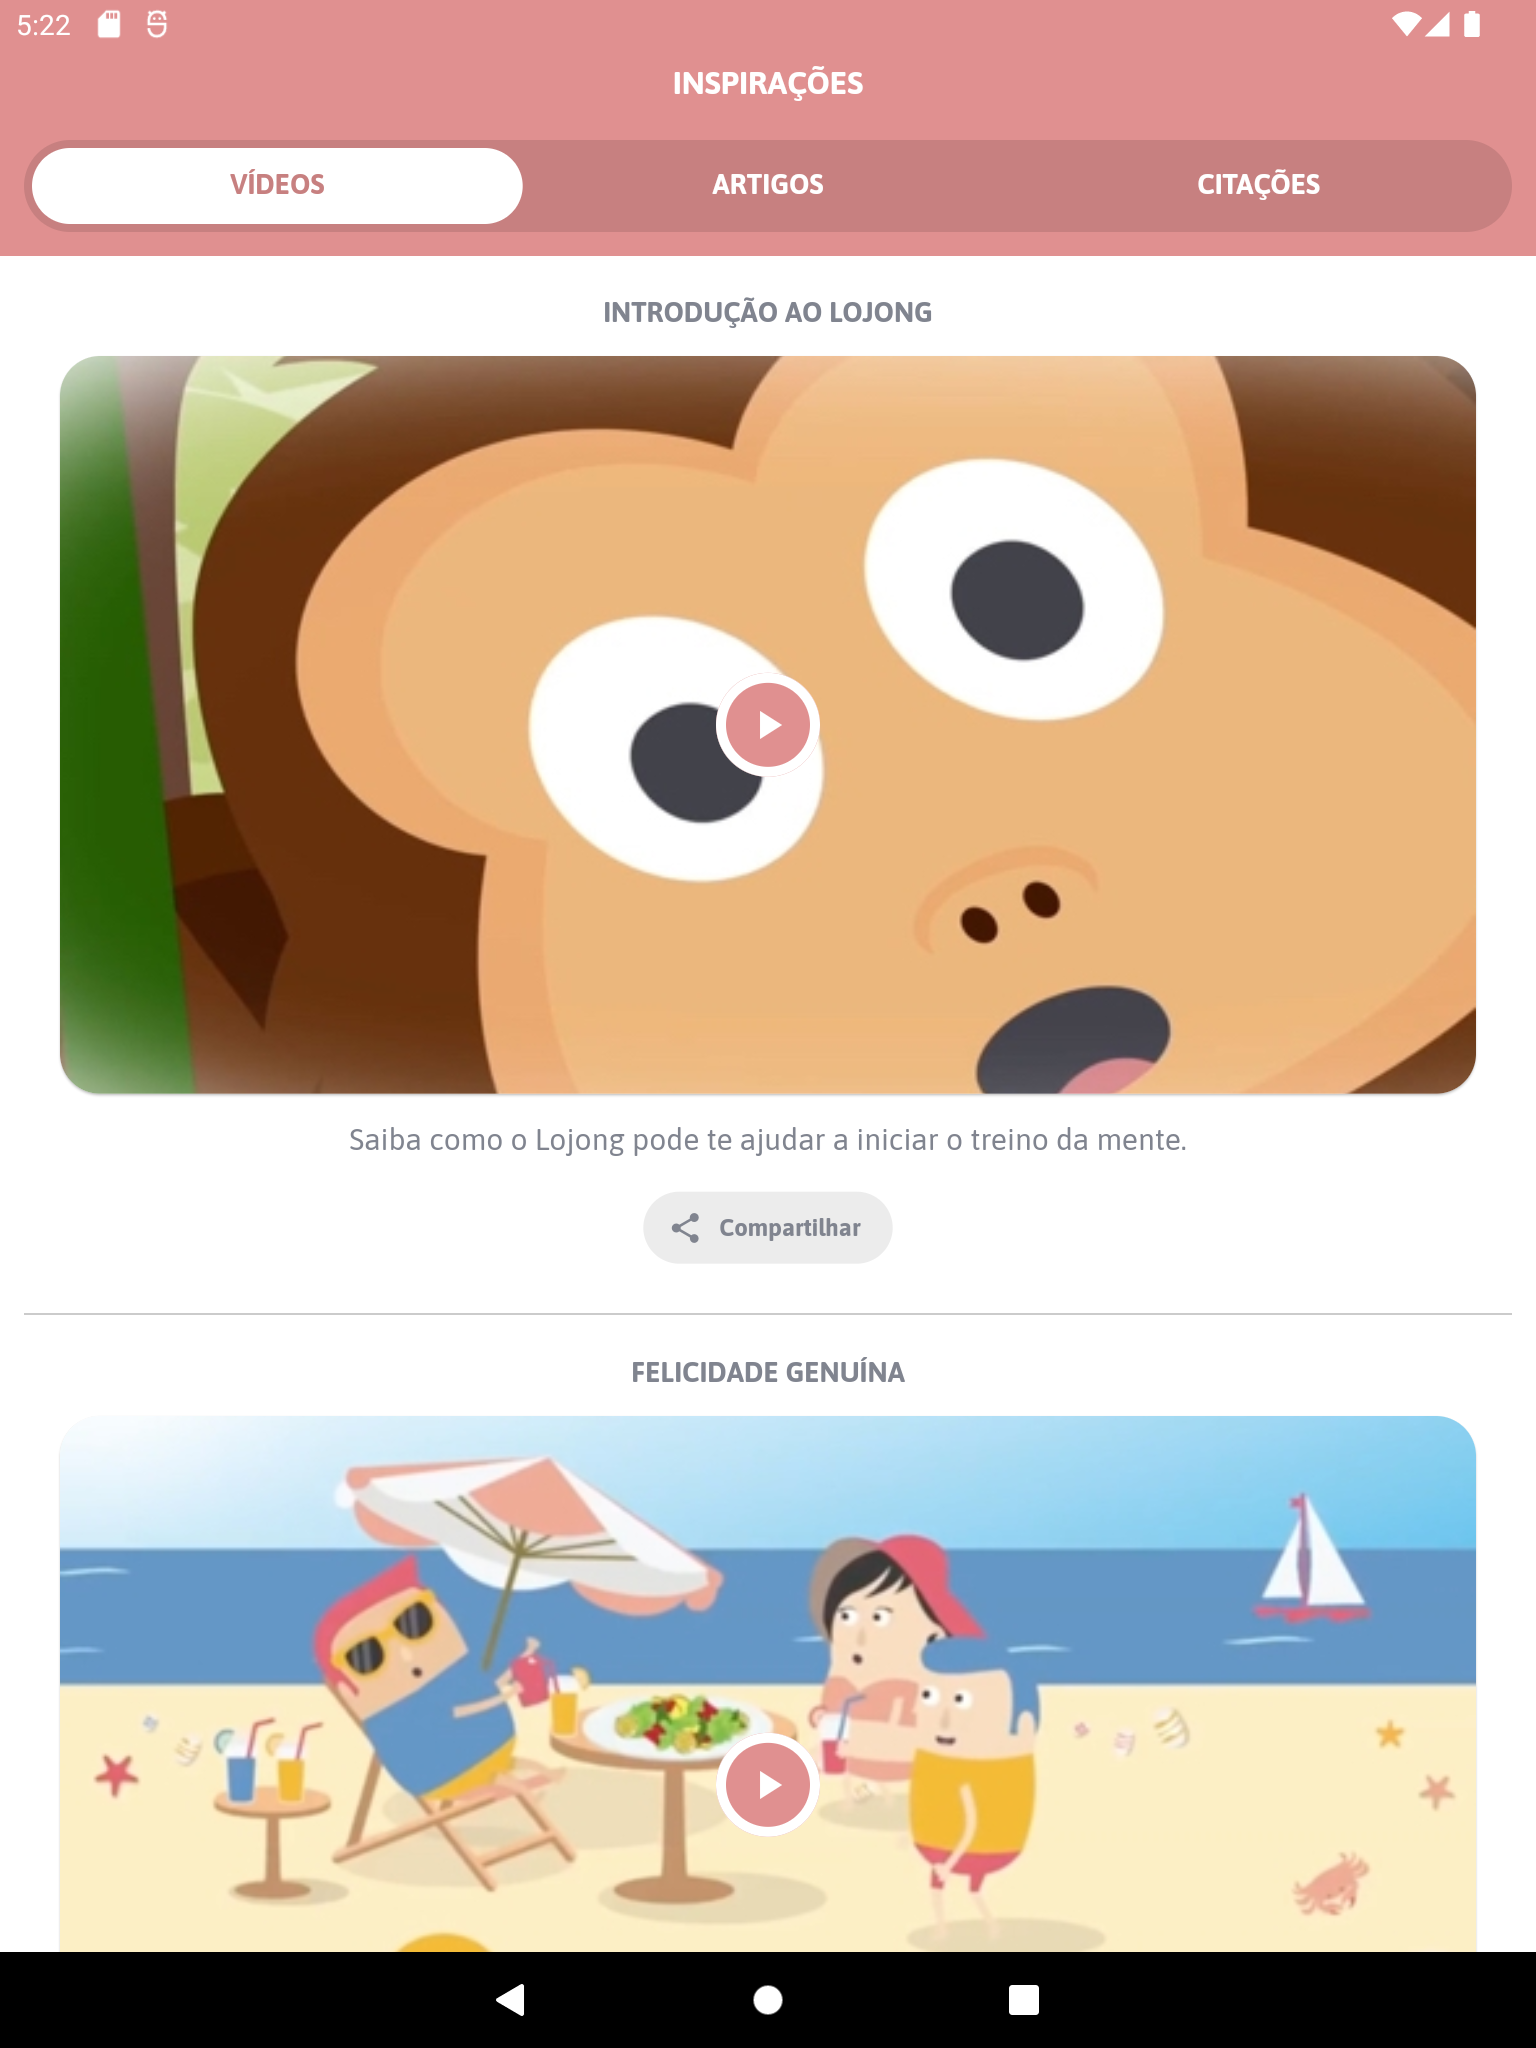 5:22
INSPIRAÇÕES
VÍDEOS
ARTIGOS
CITAÇÕES
INTRODUÇÃO AO LOJONG
Saiba como o Lojong pode te ajudar a iniciar o treino da mente.
Compartilhar
FELICIDADE GENUÍNA